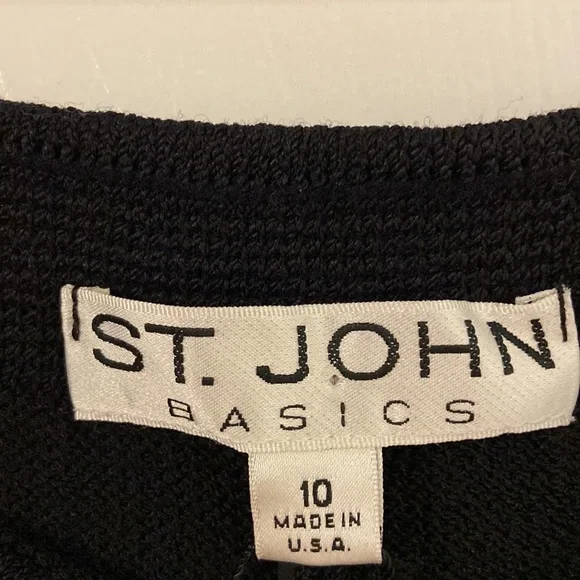 ST. JOHN
BASICS
10
MADE IN
U.S.A.